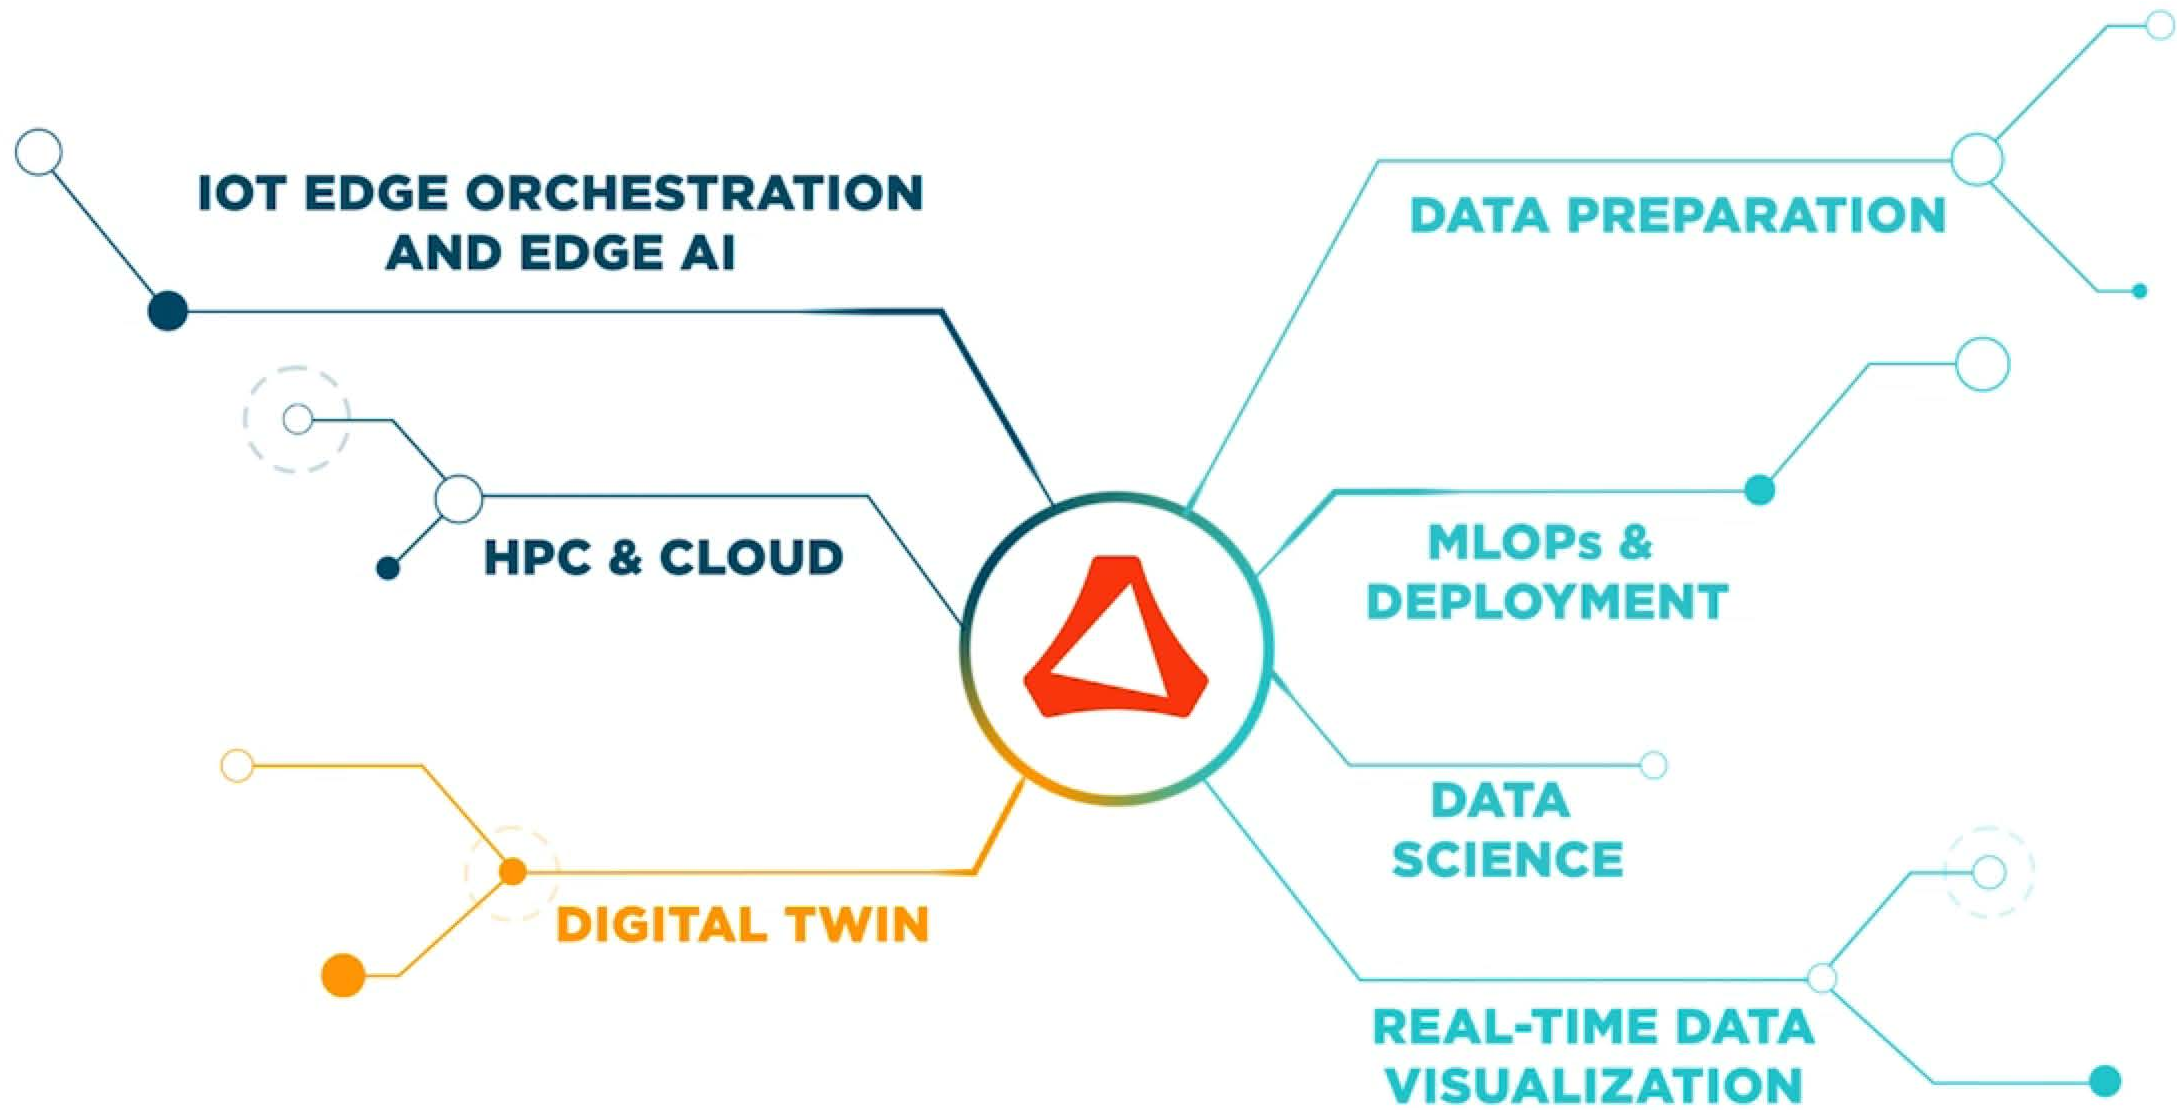 IOT EDGE ORCHESTRATION
AND EDGE AI
HPC & CLOUD
DIGITAL TWIN
DATA PREPARATION
MLOPs &
DEPLOYMENT
DATA
SCIENCE
REAL-TIME DATA
VISUALIZATION